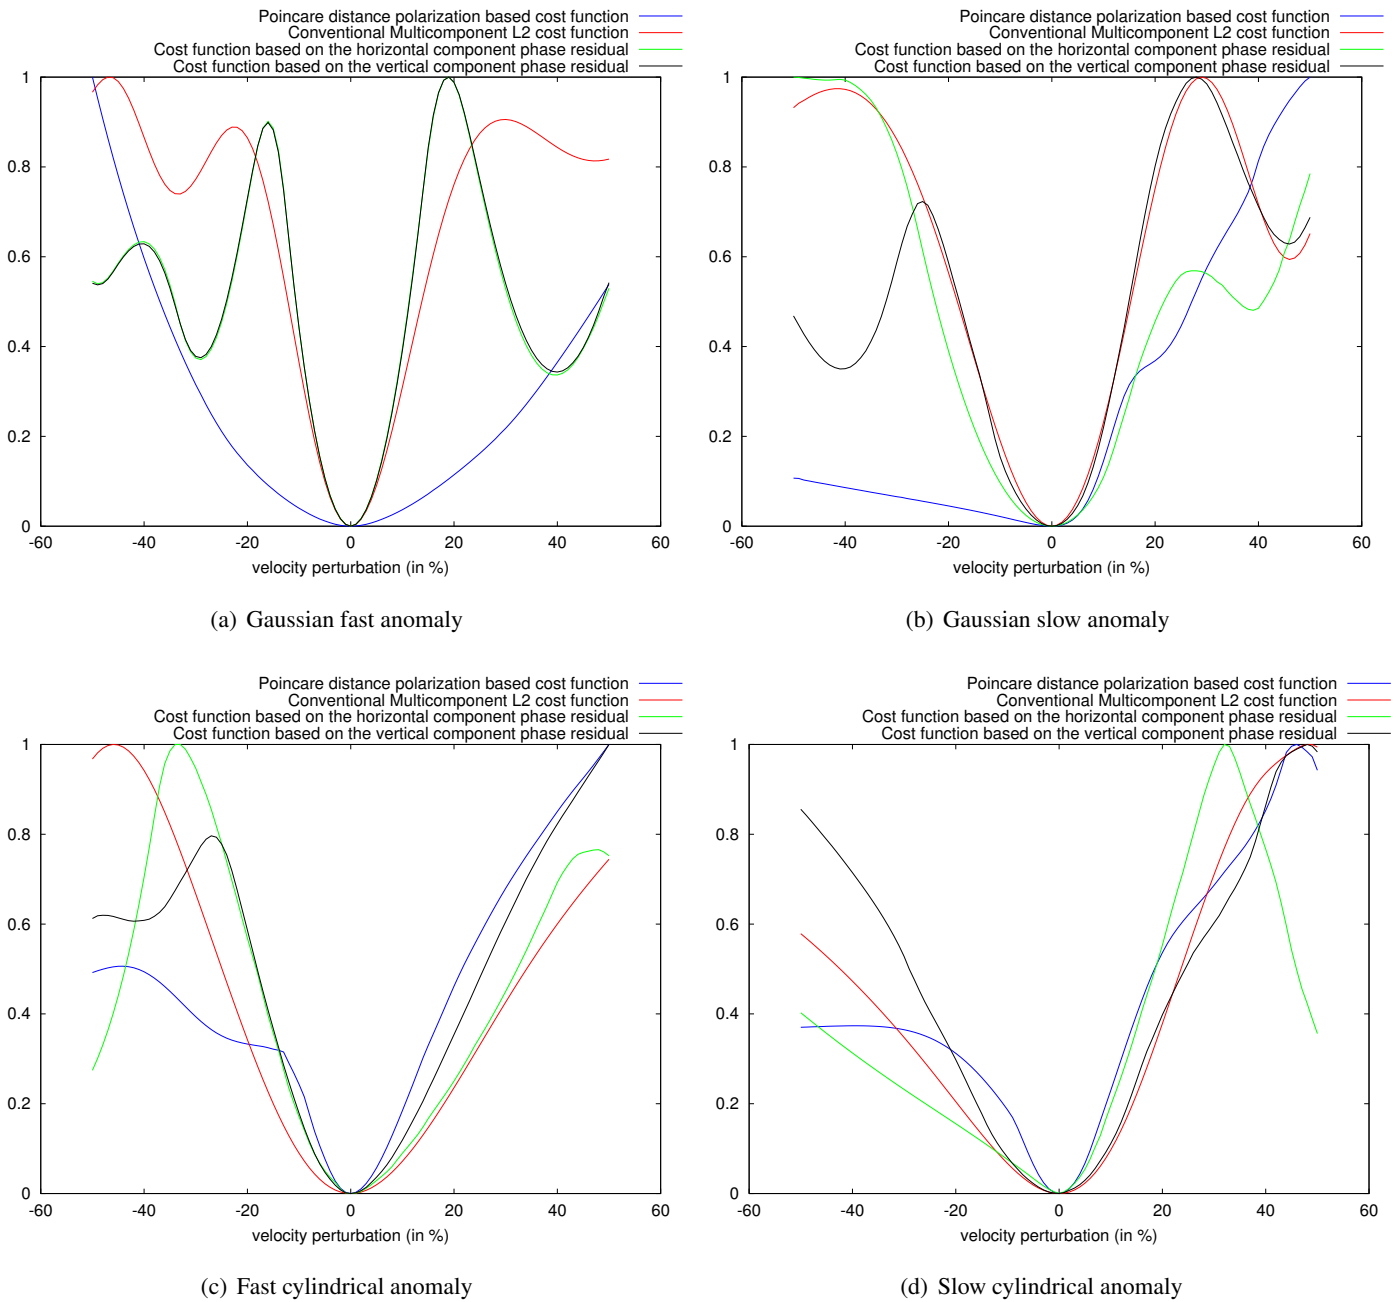 Poincare distance polarization based cost function
Conventional Multicomponent L2 cost function
Cost function based on the horizontal component phase residual
Cost function based on the vertical component phase residual
1
0.8
0.6
0.4
0.2
0
-60 -40 -20 0 20 40 60
velocity perturbation (in %)
(a) Gaussian fast anomaly
Poincare distance polarization based cost function
Conventional Multicomponent L2 cost function
Cost function based on the horizontal component phase residual
Cost function based on the vertical component phase residual
1
0.8
0.6
0.4
0.2
0
-60 -40 -20 0 20 40 60
velocity perturbation (in %)
(b) Gaussian slow anomaly
Poincare distance polarization based cost function
Conventional Multicomponent L2 cost function
Cost function based on the horizontal component phase residual
Cost function based on the vertical component phase residual
1
0.8
0.6
0.4
0.2
0
-60 -40 -20 0 20 40 60
velocity perturbation (in %)
(c) Fast cylindrical anomaly
Poincare distance polarization based cost function
Conventional Multicomponent L2 cost function
Cost function based on the horizontal component phase residual
Cost function based on the vertical component phase residual
1
0.8
0.6
0.4
0.2
0
-60 -40 -20 0 20 40 60
velocity perturbation (in %)
(d) Slow cylindrical anomaly